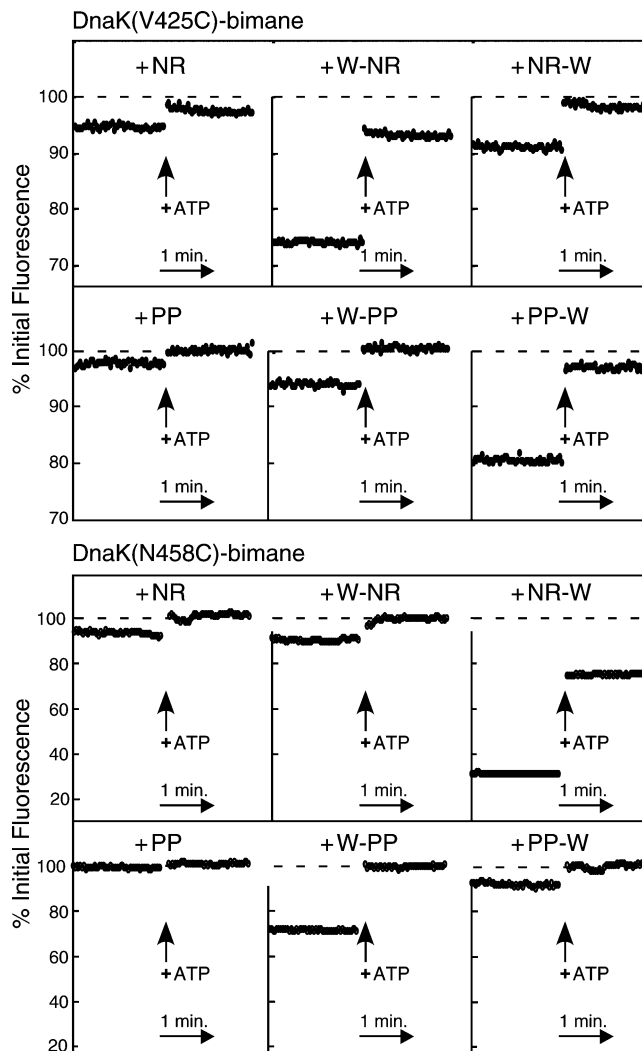 DnaK(V425C)-bimane
+NR +W-NR +NR-W
100
90
80
70
+ATP +ATP +ATP
1 min. 1 min. 1 min.
+PP +W-PP +PP-W
100
90
80
70
+ATP +ATP +ATP
1 min. 1 min. 1 min.
% Initial Fluorescence
DnaK(N458C)-bimane
+NR +W-NR +NR-W
100
80
60
40
20
+ATP +ATP +ATP
1 min. 1 min. 1 min.
+PP +W-PP +PP-W
100
80
60
40
20
+ATP +ATP +ATP
1 min. 1 min. 1 min.
% Initial Fluorescence